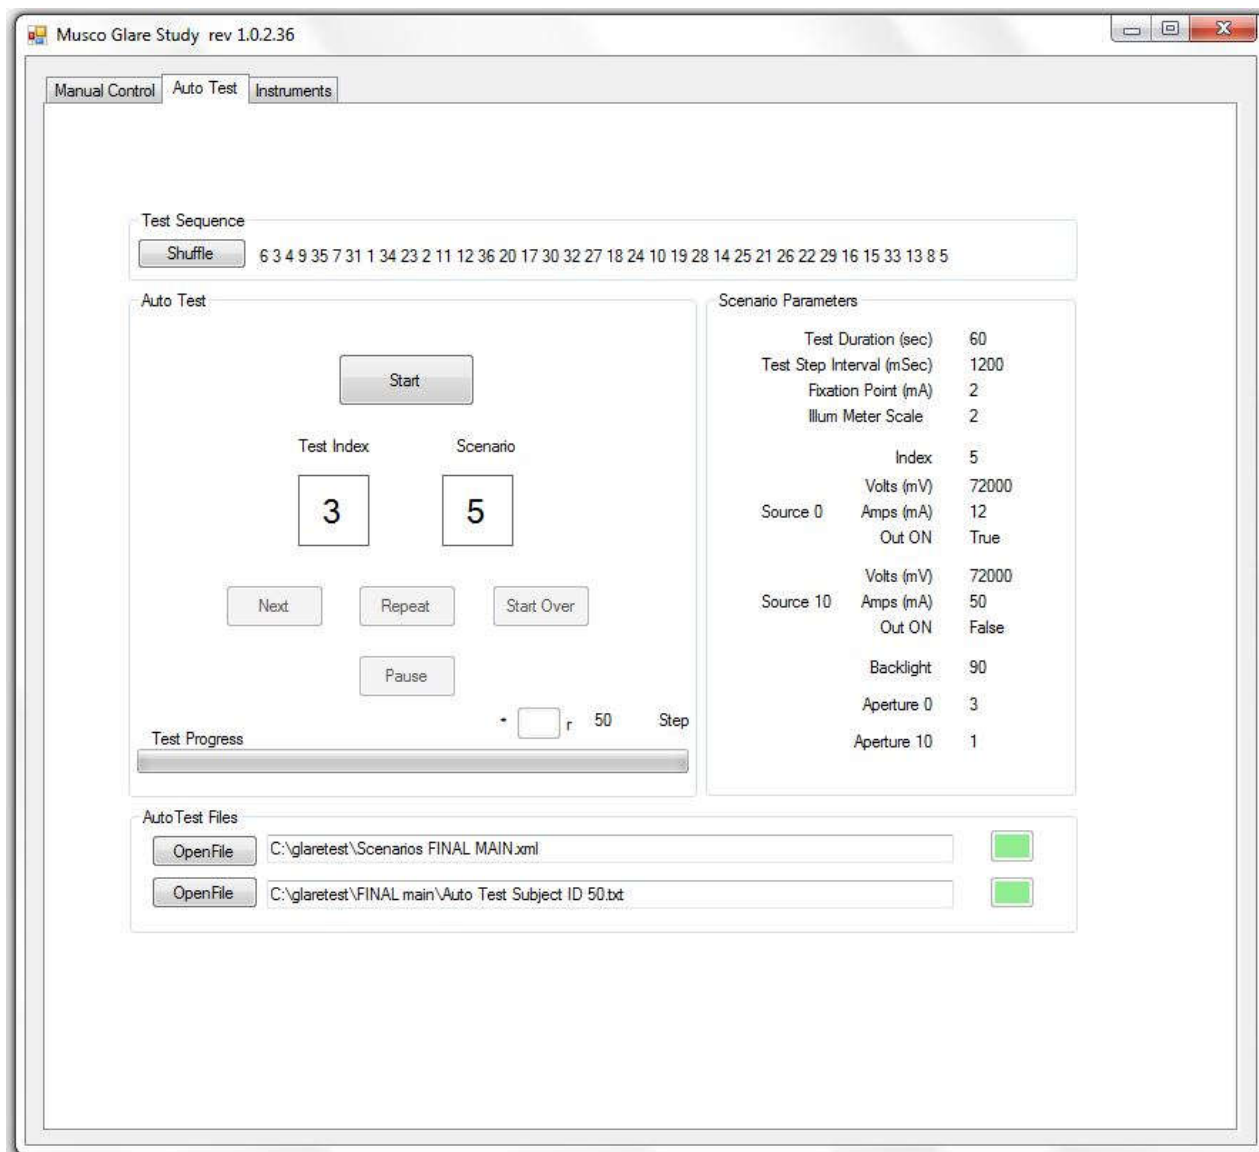 Musco Glare Study rev 1.0.2.36
Manual Control Auto Test Instruments
Test Sequence
Shuffle 6 3 4 9 35 7 31 1 34 23 2 11 12 36 20 17 30 32 27 18 24 10 19 28 14 25 21 26 22 29 16 15 33 13 8 5
Auto Test
Start
Test Index Scenario
3 5
Next Repeat Start Over
Pause
r 50 Step
Test Progress
Scenario Parameters
Test Duration (sec) 60
Test Step Interval (mSec) 1200
Fixation Point (mA) 2
Illum Meter Scale 2
Index 5
Volts (mV) 72000
Source 0 Amps (mA) 12
Out ON True
Volts (mV) 72000
Source 10 Amps (mA) 50
Out ON False
Backlight 90
Aperture 0 3
Aperture 10 1
AutoTest Files
OpenFile C:\glaretest\Scenarios FINAL MAIN.xml
OpenFile C:\glaretest\FINAL main\Auto Test Subject ID 50.txt